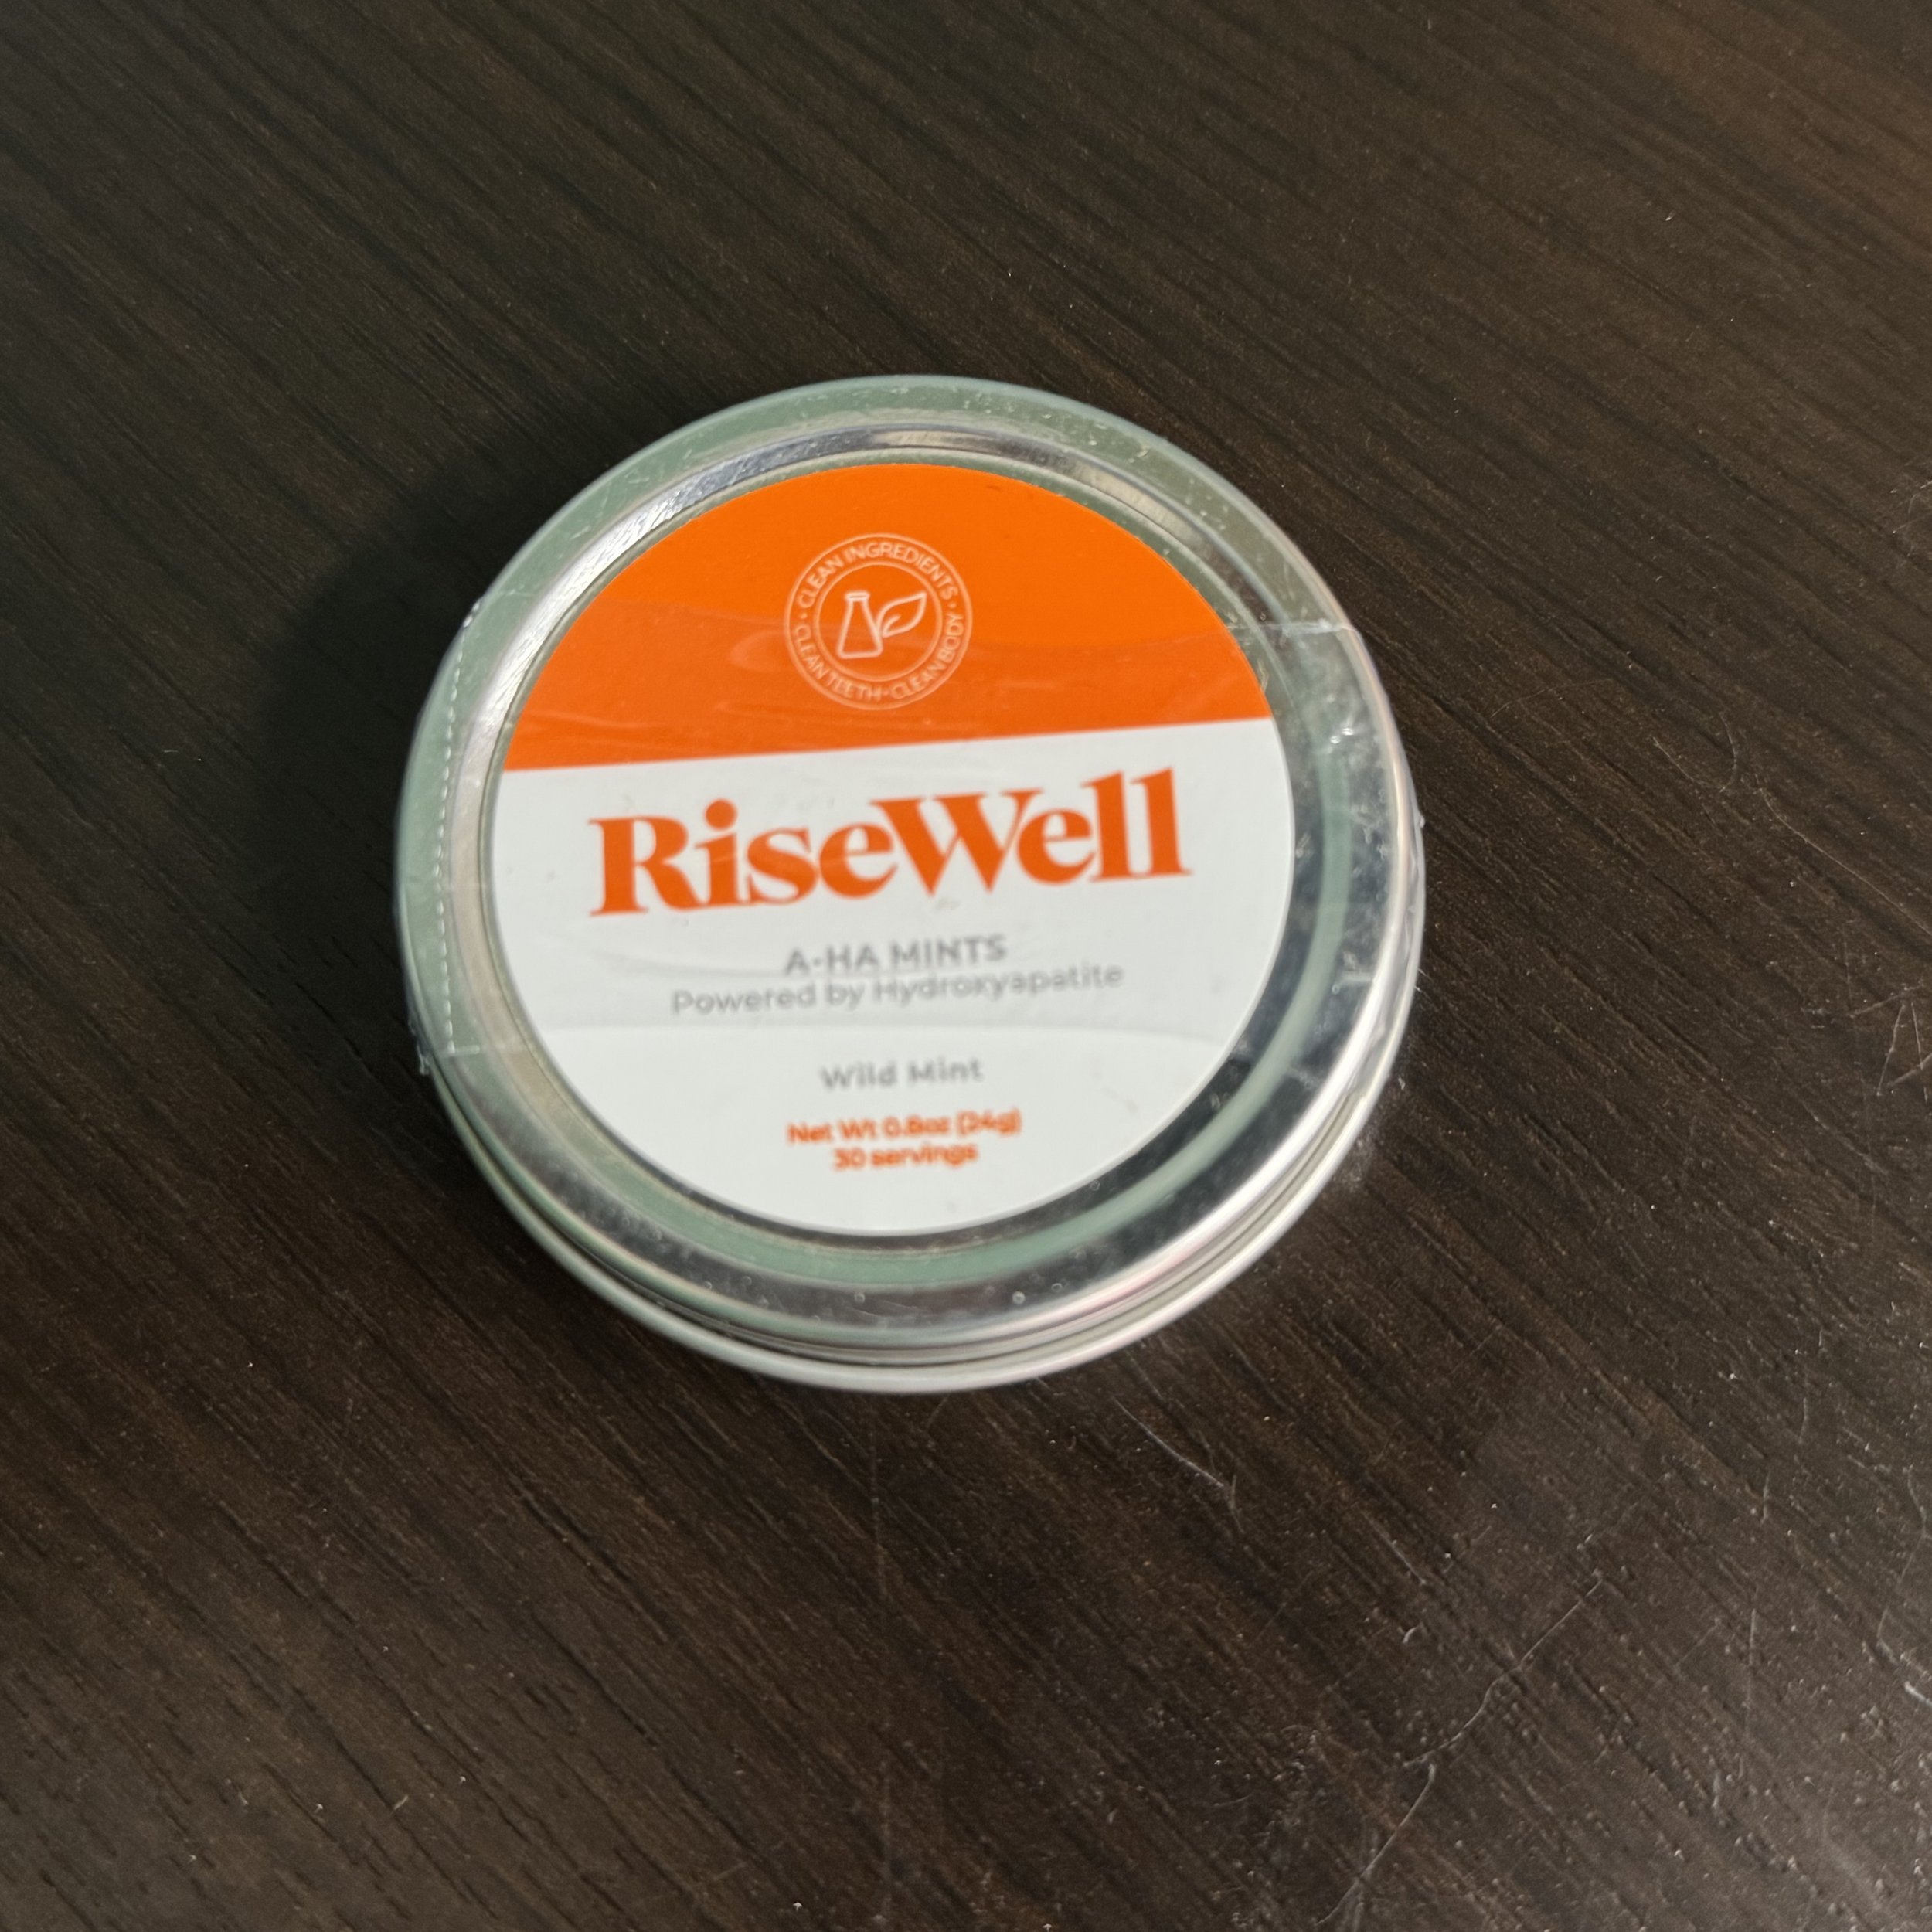 · CLEAN INGREDIENTS · CLEAN BODY · CLEAN TEETH
RiseWell
A-HA MINTS
Powered by Hydroxyapatite
Wild Mint
Net Wt 0.8oz (24g)
30 servings